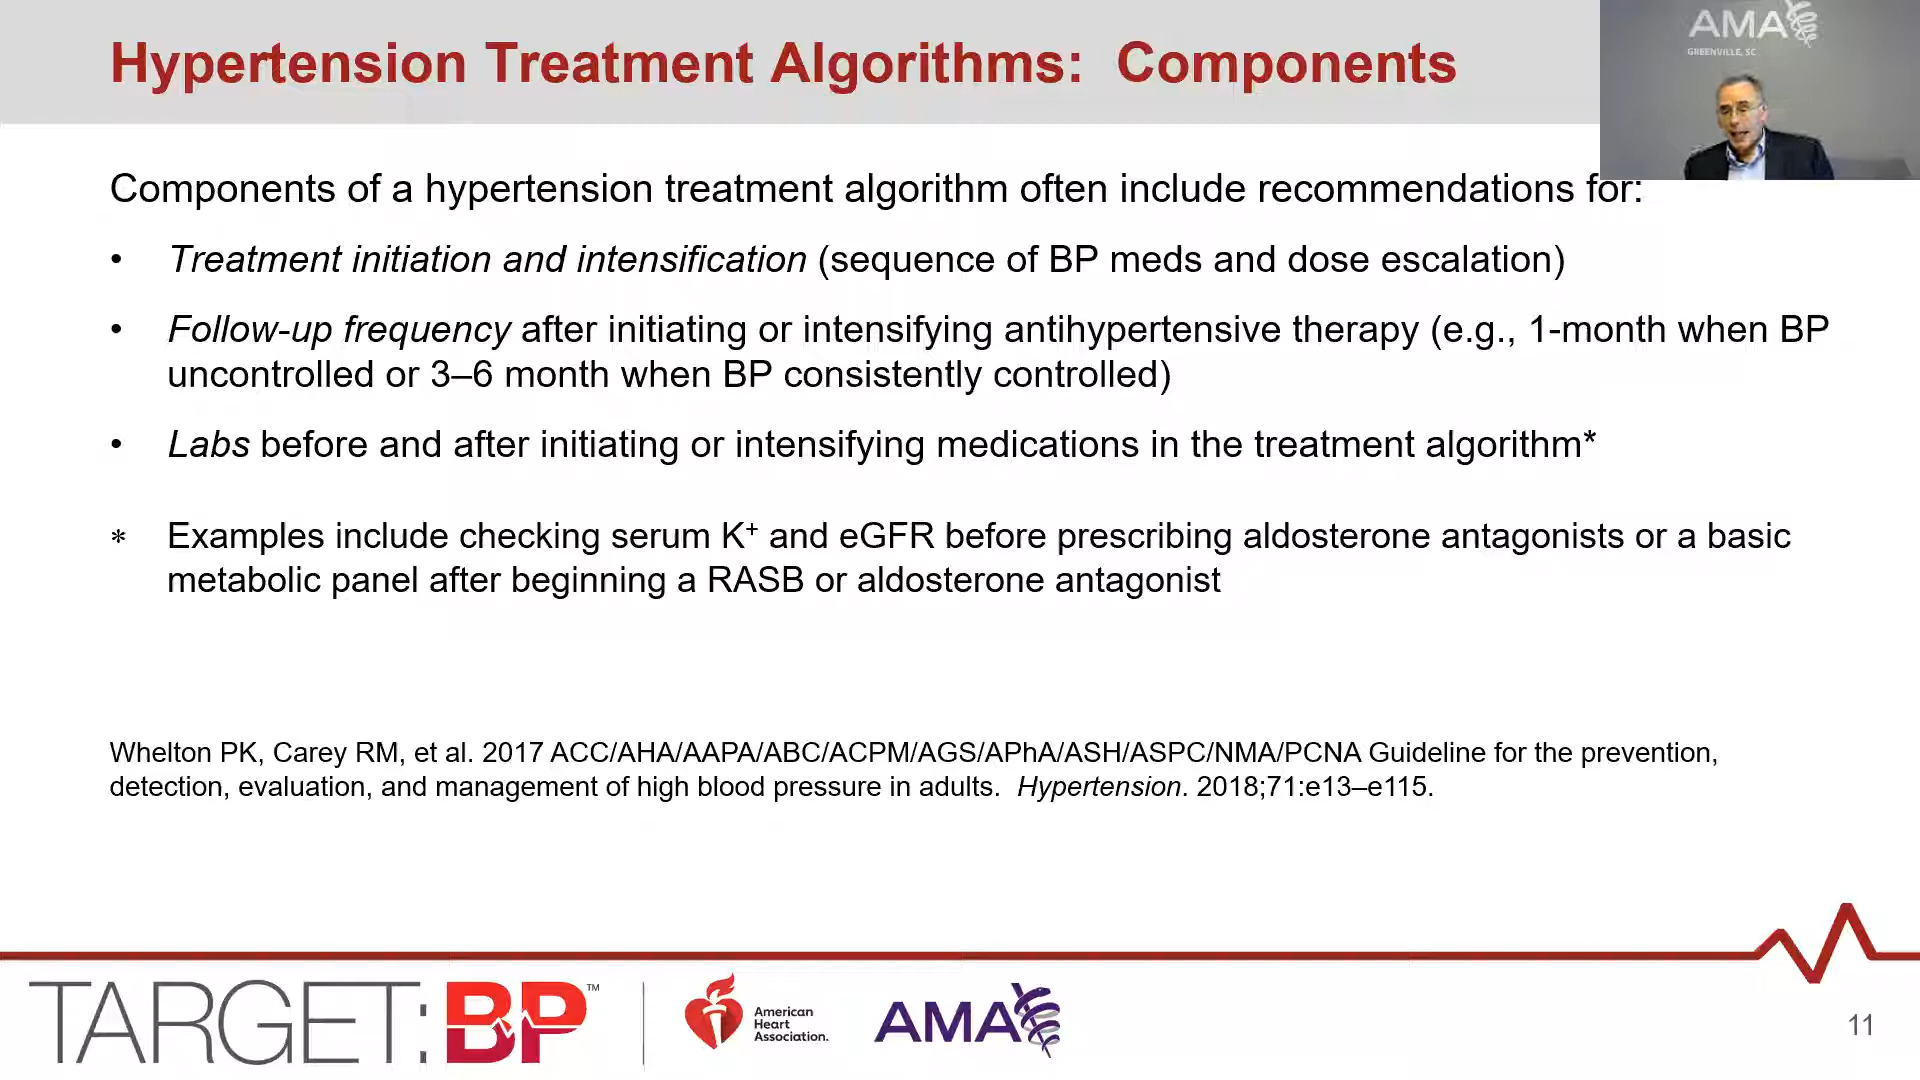 Hypertension Treatment Algorithms: Components
AMA
GREENVILLE, SC
Components of a hypertension treatment algorithm often include recommendations for:
• Treatment initiation and intensification (sequence of BP meds and dose escalation)
• Follow-up frequency after initiating or intensifying antihypertensive therapy (e.g., 1-month when BP
uncontrolled or 3–6 month when BP consistently controlled)
• Labs before and after initiating or intensifying medications in the treatment algorithm*
* Examples include checking serum K⁺ and eGFR before prescribing aldosterone antagonists or a basic
metabolic panel after beginning a RASB or aldosterone antagonist
Whelton PK, Carey RM, et al. 2017 ACC/AHA/AAPA/ABC/ACPM/AGS/APhA/ASH/ASPC/NMA/PCNA Guideline for the prevention,
detection, evaluation, and management of high blood pressure in adults. Hypertension. 2018;71:e13–e115.
TARGET:BP™
American
Heart
Association.
AMA
11